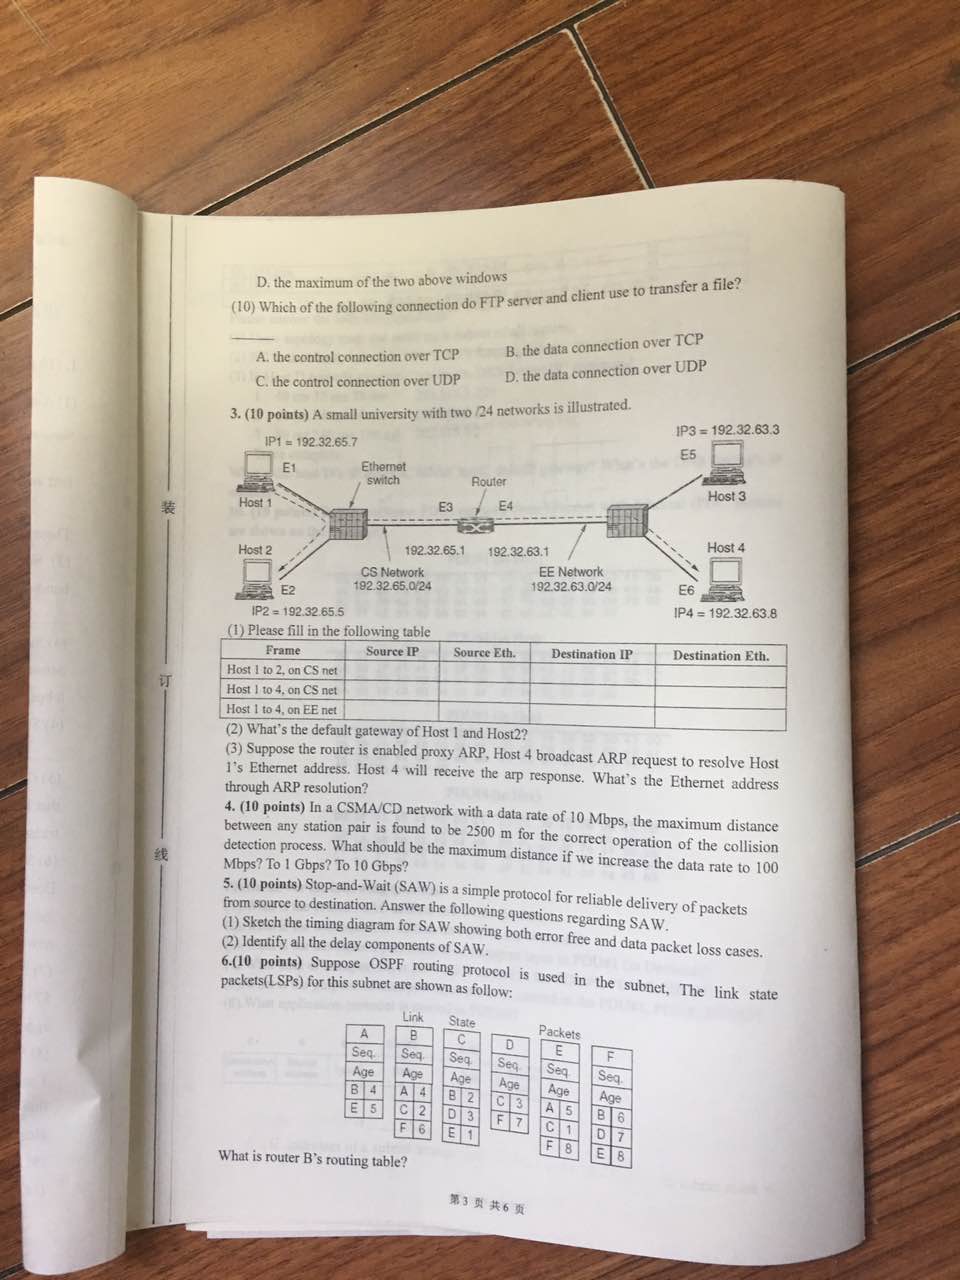 D. the maximum of the two above windows
(10) Which of the following connection do FTP server and client use to transfer a file?
A. the control connection over TCP B. the data connection over TCP
C. the control connection over UDP D. the data connection over UDP
3. (10 points) A small university with two /24 networks is illustrated.
IP1 = 192.32.65.7
IP3 = 192.32.63.3
E1
Ethernet
switch
Router
E5
Host 1
E3
E4
Host 3
Host 2
192.32.65.1
192.32.63.1
Host 4
CS Network
192.32.65.0/24
EE Network
192.32.63.0/24
E2
E6
IP2 = 192.32.65.5
IP4 = 192.32.63.8
(1) Please fill in the following table
Frame Source IP Source Eth. Destination IP Destination Eth.
Host 1 to 2, on CS net
Host 1 to 4, on CS net
Host 1 to 4, on EE net
(2) What's the default gateway of Host 1 and Host2?
(3) Suppose the router is enabled proxy ARP, Host 4 broadcast ARP request to resolve Host
1's Ethernet address. Host 4 will receive the arp response. What's the Ethernet address
through ARP resolution?
4. (10 points) In a CSMA/CD network with a data rate of 10 Mbps, the maximum distance
between any station pair is found to be 2500 m for the correct operation of the collision
detection process. What should be the maximum distance if we increase the data rate to 100
Mbps? To 1 Gbps? To 10 Gbps?
5. (10 points) Stop-and-Wait (SAW) is a simple protocol for reliable delivery of packets
from source to destination. Answer the following questions regarding SAW.
(1) Sketch the timing diagram for SAW showing both error free and data packet loss cases.
(2) Identify all the delay components of SAW.
6.(10 points) Suppose OSPF routing protocol is used in the subnet, The link state
packets(LSPs) for this subnet are shown as follow:
Link State Packets
A B C D E F
Seq. Seq. Seq. Seq. Seq. Seq.
Age Age Age Age Age Age
B 4 A 4 B 2 C 3 A 5 B 6
E 5 C 2 D 3 F 7 C 1 D 7
F 6 E 1 F 8 E 8
What is router B's routing table?
第 3 页 共 6 页
装
订
线